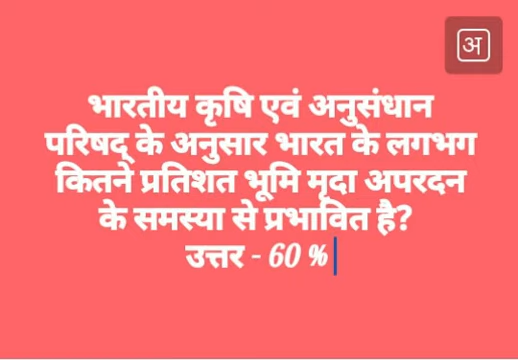 अ
भारतीय कृषि एवं अनुसंधान
परिषद् के अनुसार भारत के लगभग
कितने प्रतिशत भूमि मृदा अपरदन
के समस्या से प्रभावित है?
उत्तर - 60 %